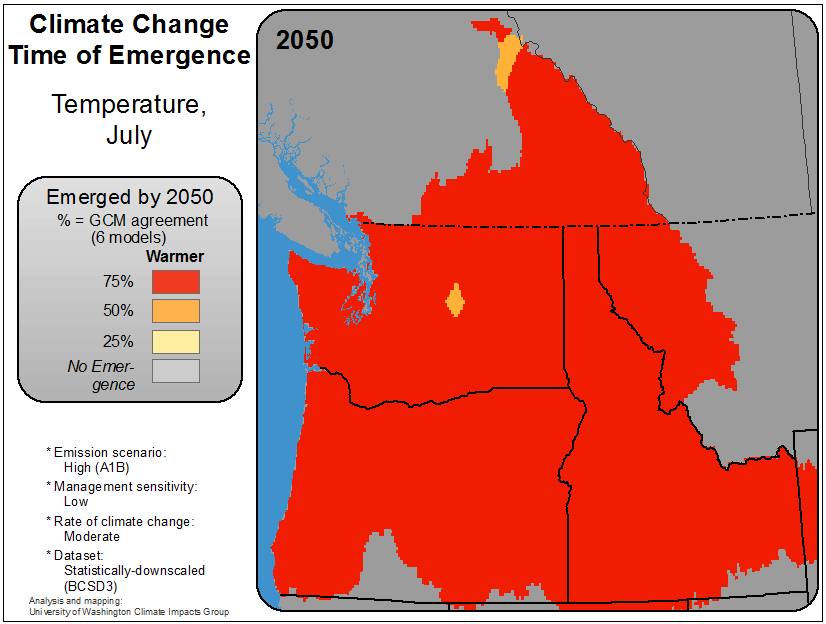 Climate Change
Time of Emergence
Temperature,
July
2050
Emerged by 2050
% = GCM agreement
(6 models)
Warmer
75%
50%
25%
No Emer-
gence
* Emission scenario:
High (A1B)
* Management sensitivity:
Low
* Rate of climate change:
Moderate
* Dataset:
Statistically-downscaled
(BCSD3)
Analysis and mapping:
University of Washington Climate Impacts Group